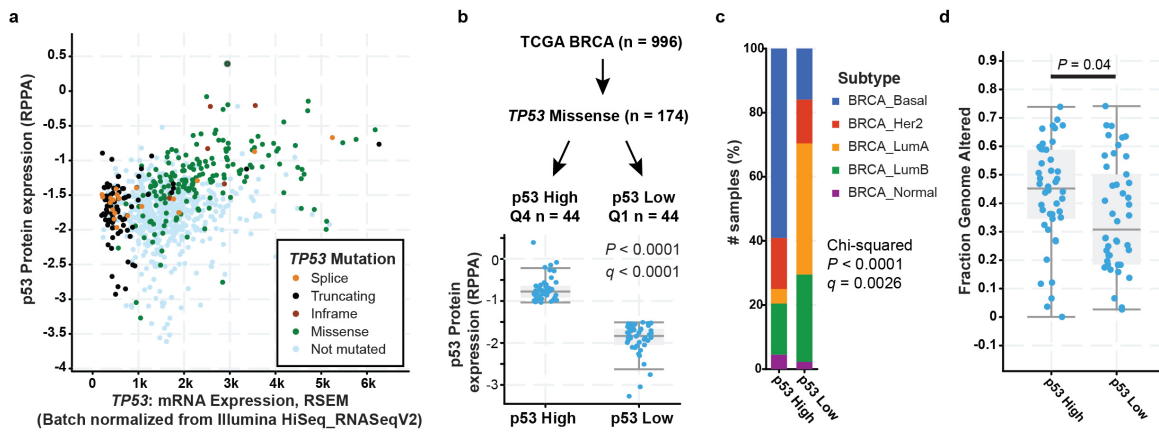 a
p53 Protein expression (RPPA)
0.5
0
-0.5
-1
-1.5
-2
-2.5
-3
-3.5
-4
0
1k
2k
3k
4k
5k
6k
TP53 Mutation
Splice
Truncating
Inframe
Missense
Not mutated
TP53: mRNA Expression, RSEM
(Batch normalized from Illumina HiSeq_RNASeqV2)
b
TCGA BRCA (n = 996)
TP53 Missense (n = 174)
p53 High
Q4 n = 44
p53 Low
Q1 n = 44
p53 Protein
expression (RPPA)
0
-1
-2
-3
P < 0.0001
q < 0.0001
p53 High
p53 Low
c
# samples (%)
100
80
60
40
20
0
p53 High
p53 Low
Subtype
BRCA_Basal
BRCA_Her2
BRCA_LumA
BRCA_LumB
BRCA_Normal
Chi-squared
P < 0.0001
q = 0.0026
d
Fraction Genome Altered
0.9
0.8
0.7
0.6
0.5
0.4
0.3
0.2
0.1
0
-0.1
P = 0.04
p53 High
p53 Low